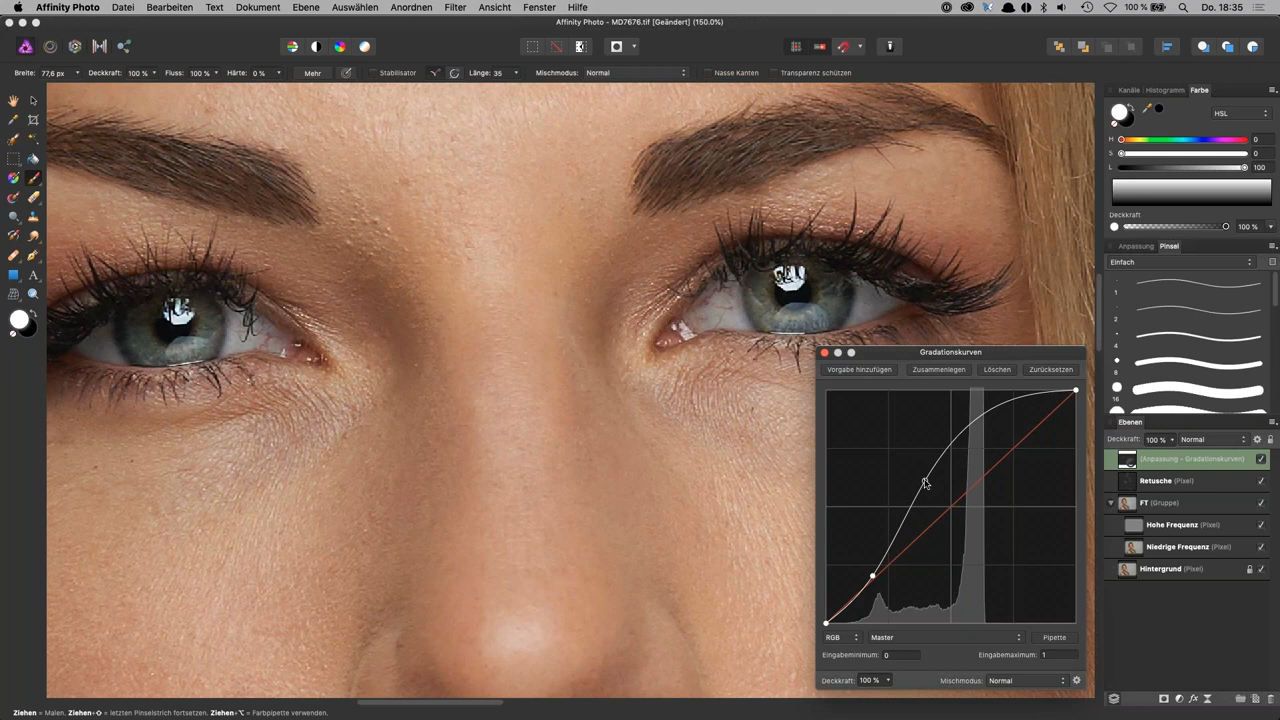 Affinity Photo Datei Bearbeiten Text Dokument Ebene Auswählen Anordnen Filter Ansicht Fenster Hilfe 100 % Do. 18:35
Affinity Photo - MD7676.tif [Geändert] (150.0%)
Breite: 77,6 px Deckkraft: 100 % Fluss: 100 % Härte: 0 % Mehr Stabilisator Länge: 35 Mischmodus: Normal Nasse Kanten Transparenz schützen
Kanäle Histogramm Farbe
HSL
H 0
S 0
L 100
Deckkraft
100 %
Anpassung Pinsel
Einfach
1
2
4
8
16
Ebenen
Deckkraft: 100 % Normal
(Anpassung - Gradationskurven)
Retusche (Pixel)
FT (Gruppe)
Hohe Frequenz (Pixel)
Niedrige Frequenz (Pixel)
Hintergrund (Pixel)
Gradationskurven
Vorgabe hinzufügen Zusammenlegen Löschen Zurücksetzen
RGB Master Pipette
Eingabeminimum: 0 Eingabemaximum: 1
Deckkraft: 100 % Mischmodus: Normal
Ziehen = Malen. Ziehen+⇧ = letzten Pinselstrich fortsetzen. Ziehen+⌥ = Farbpipette verwenden.